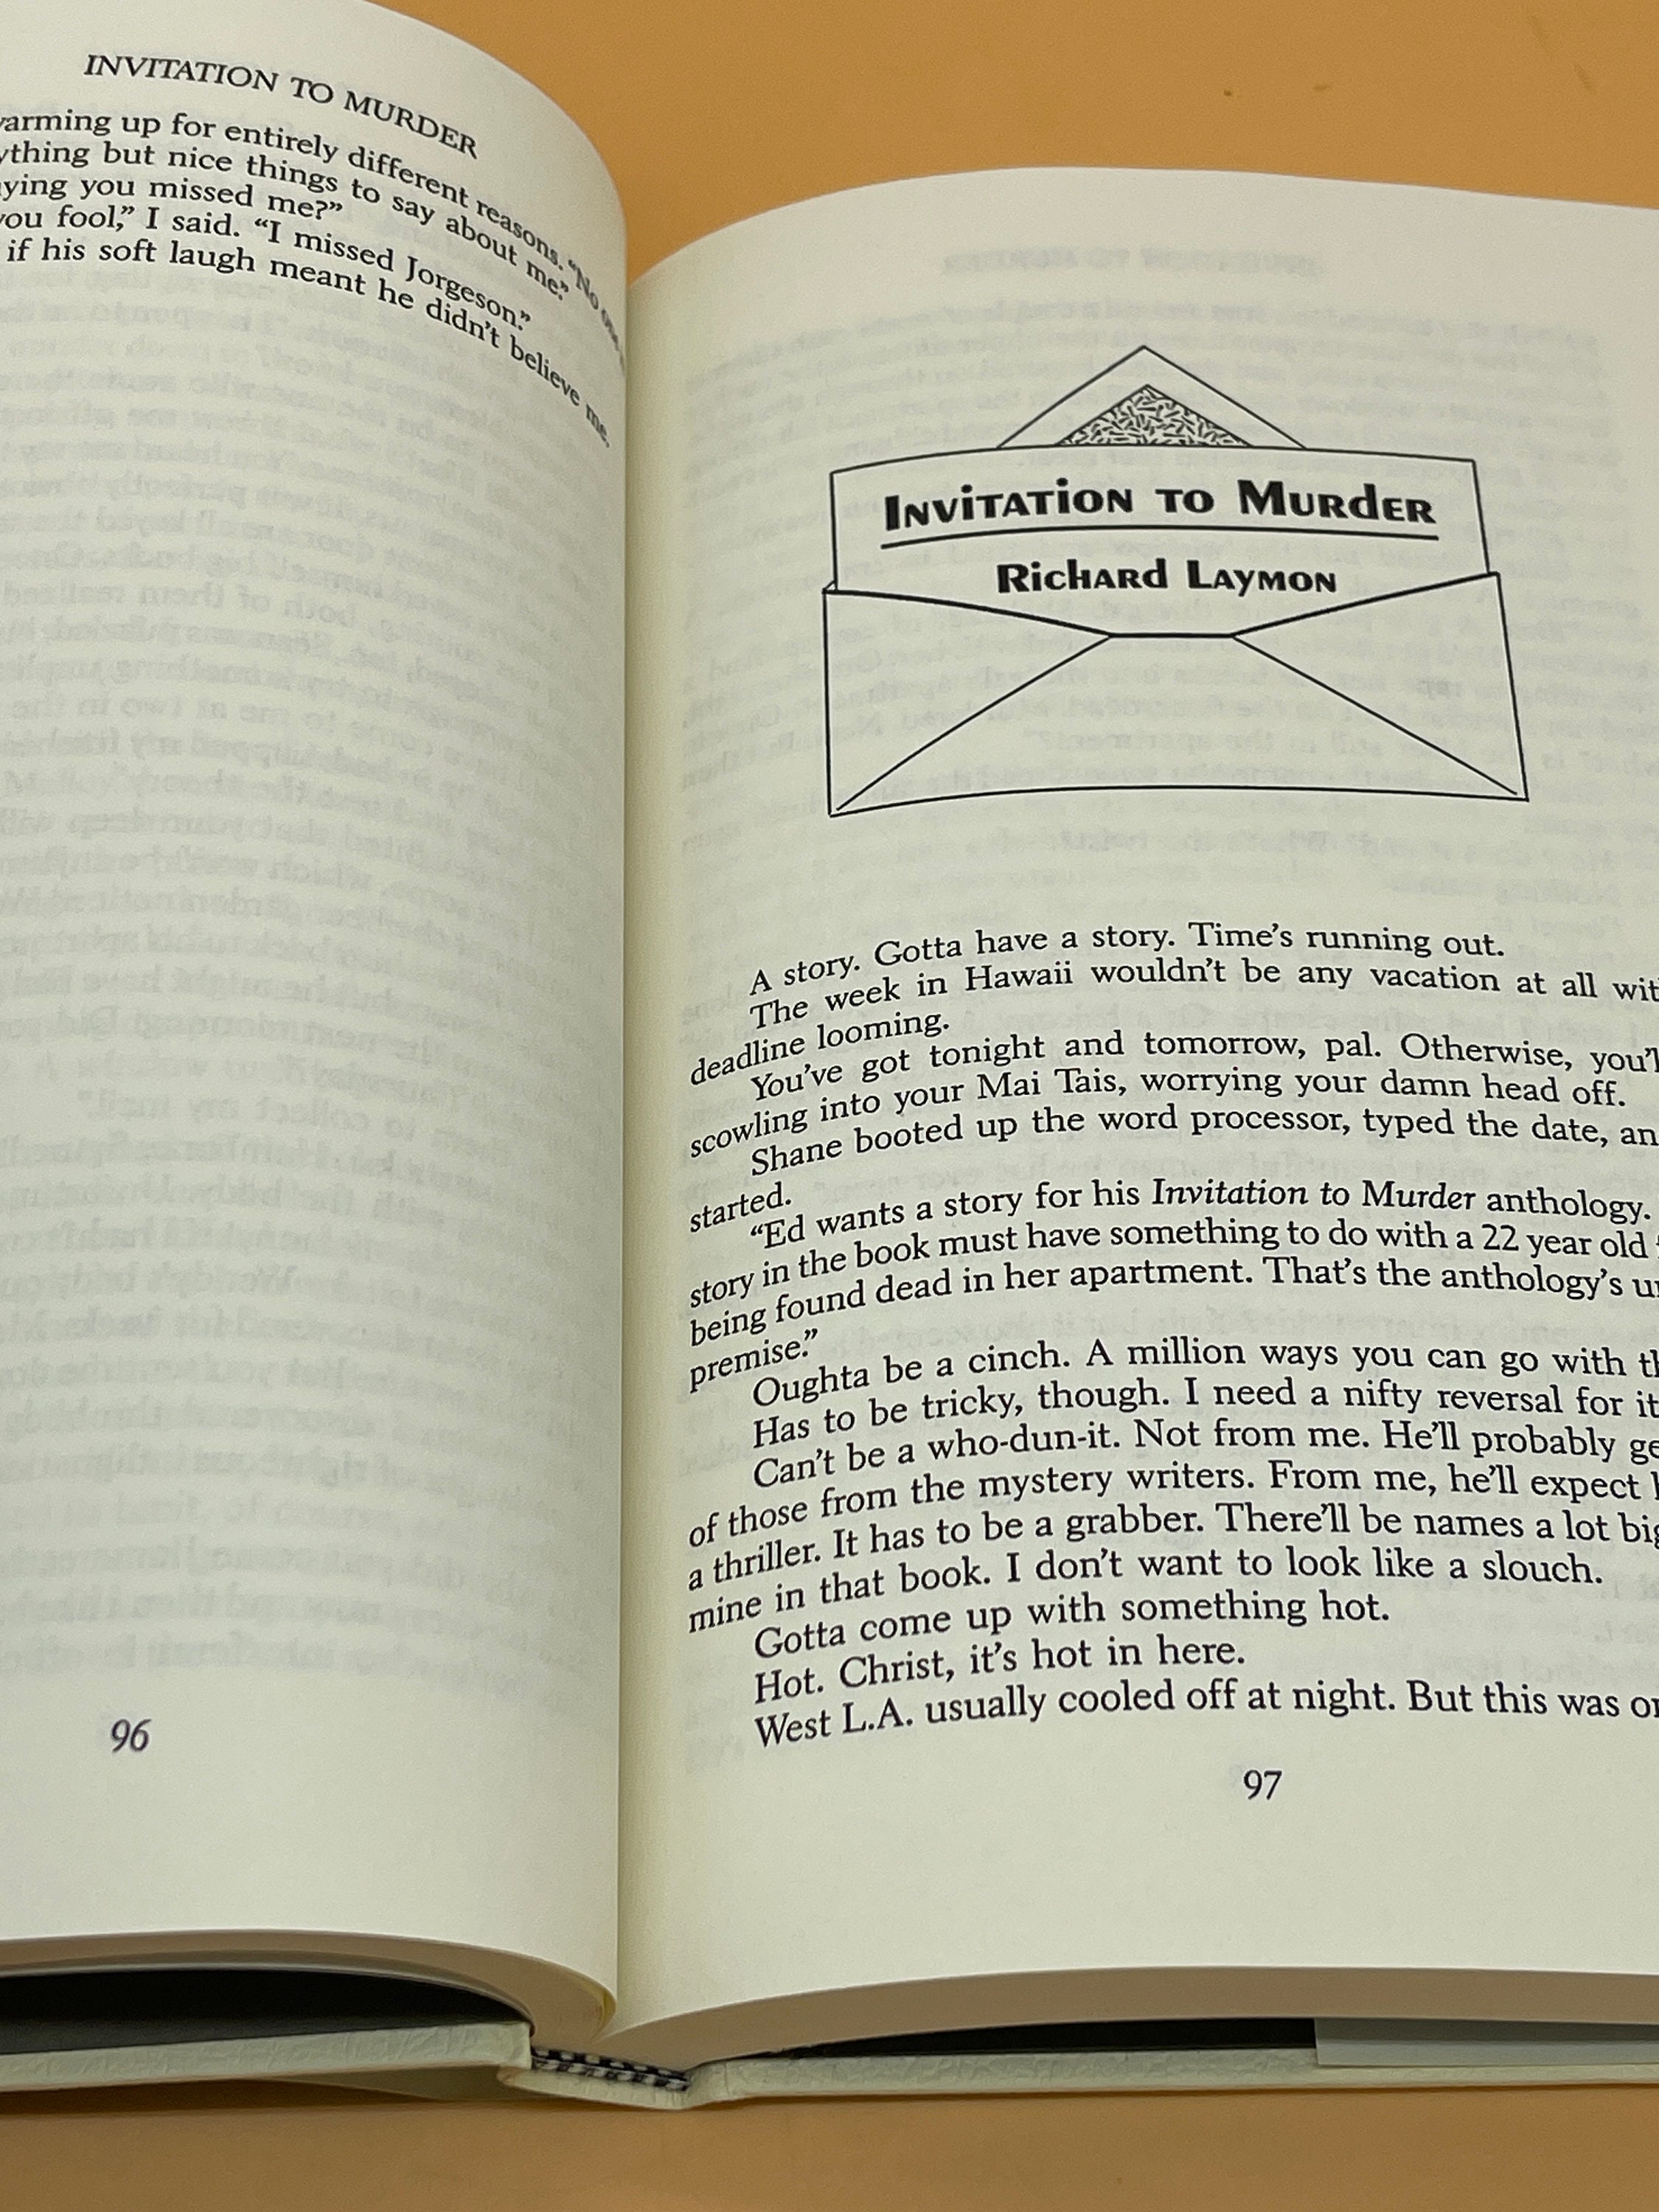 INVITATION TO MURDER
warming up for entirely different reasons. "No one
nything but nice things to say about me."
aying you missed me?"
you fool," I said. "I missed Jorgeson."
if his soft laugh meant he didn't believe me.
96
INVITATION TO MURDER
RICHARD LAYMON
A story. Gotta have a story. Time's running out.
The week in Hawaii wouldn't be any vacation at all wit
deadline looming.
You've got tonight and tomorrow, pal. Otherwise, you'l
scowling into your Mai Tais, worrying your damn head off.
Shane booted up the word processor, typed the date, an
started.
"Ed wants a story for his Invitation to Murder anthology.
story in the book must have something to do with a 22 year old
being found dead in her apartment. That's the anthology's un
premise."
Oughta be a cinch. A million ways you can go with th
Has to be tricky, though. I need a nifty reversal for it
Can't be a who-dun-it. Not from me. He'll probably ge
of those from the mystery writers. From me, he'll expect
a thriller. It has to be a grabber. There'll be names a lot big
mine in that book. I don't want to look like a slouch.
Gotta come up with something hot.
Hot. Christ, it's hot in here.
West L.A. usually cooled off at night. But this was on
97